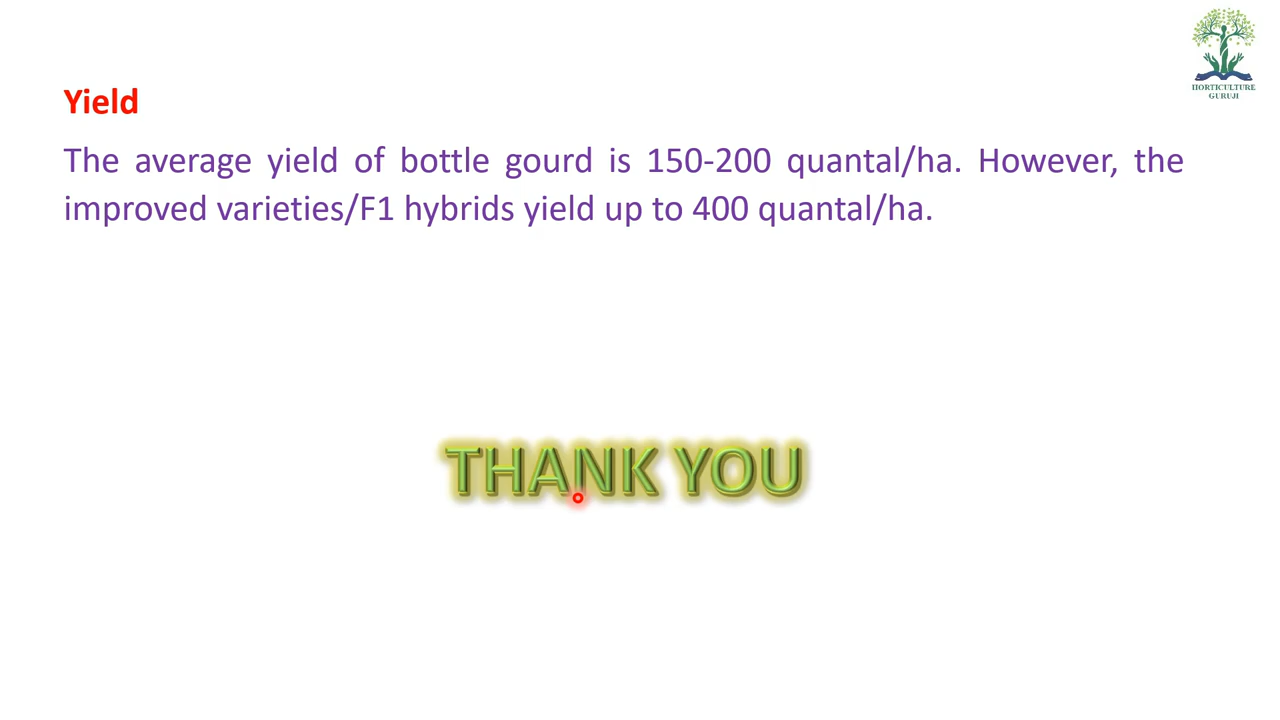 HORTICULTURE
GURUJI
Yield
The average yield of bottle gourd is 150-200 quantal/ha. However, the
improved varieties/F1 hybrids yield up to 400 quantal/ha.
THANK YOU